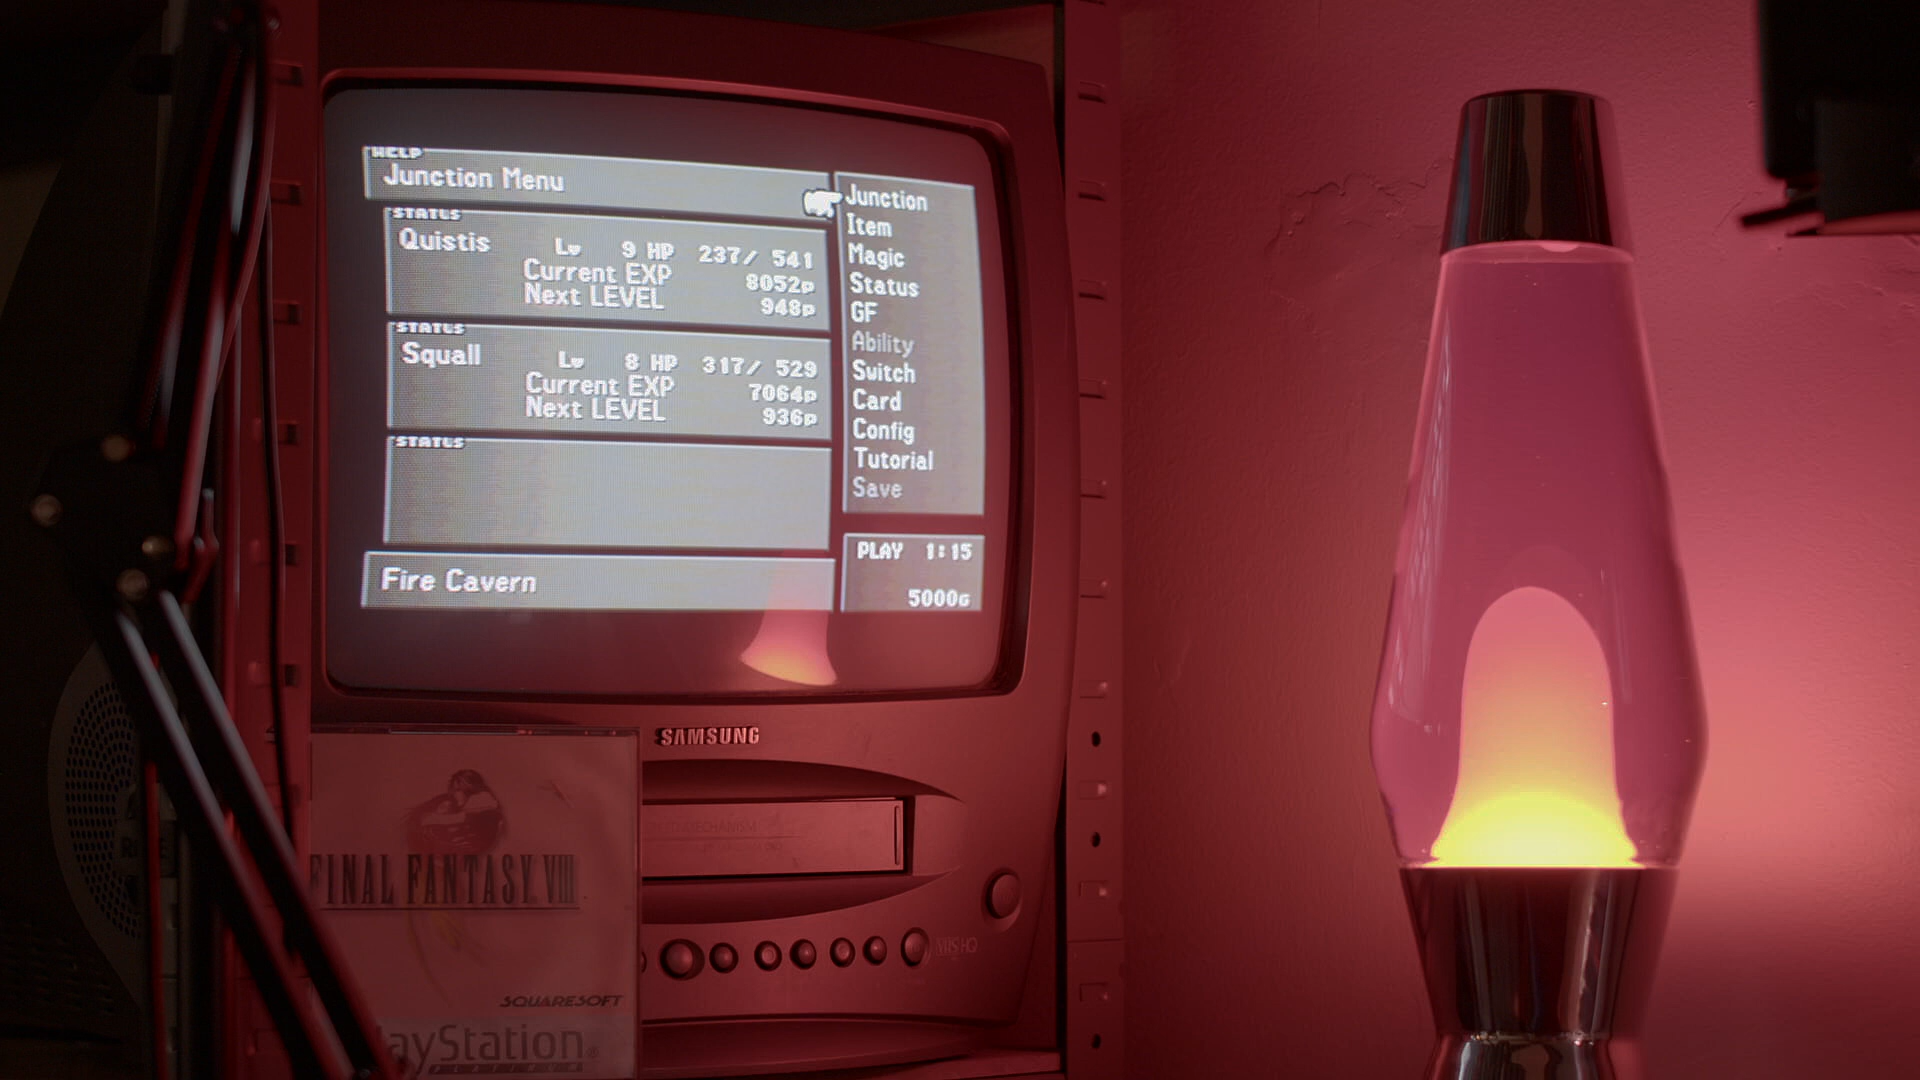 HELP
Junction Menu
STATUS
Quistis Lv 9 HP 237/ 541
Current EXP 8052p
Next LEVEL 948p
STATUS
Squall Lv 8 HP 317/ 529
Current EXP 7064p
Next LEVEL 936p
STATUS
Fire Cavern
Junction
Item
Magic
Status
GF
Ability
Switch
Card
Config
Tutorial
Save
PLAY 1:15
5000G
SAMSUNG
FINAL FANTASY VIII
SQUARESOFT
PlayStation
PLATINUM